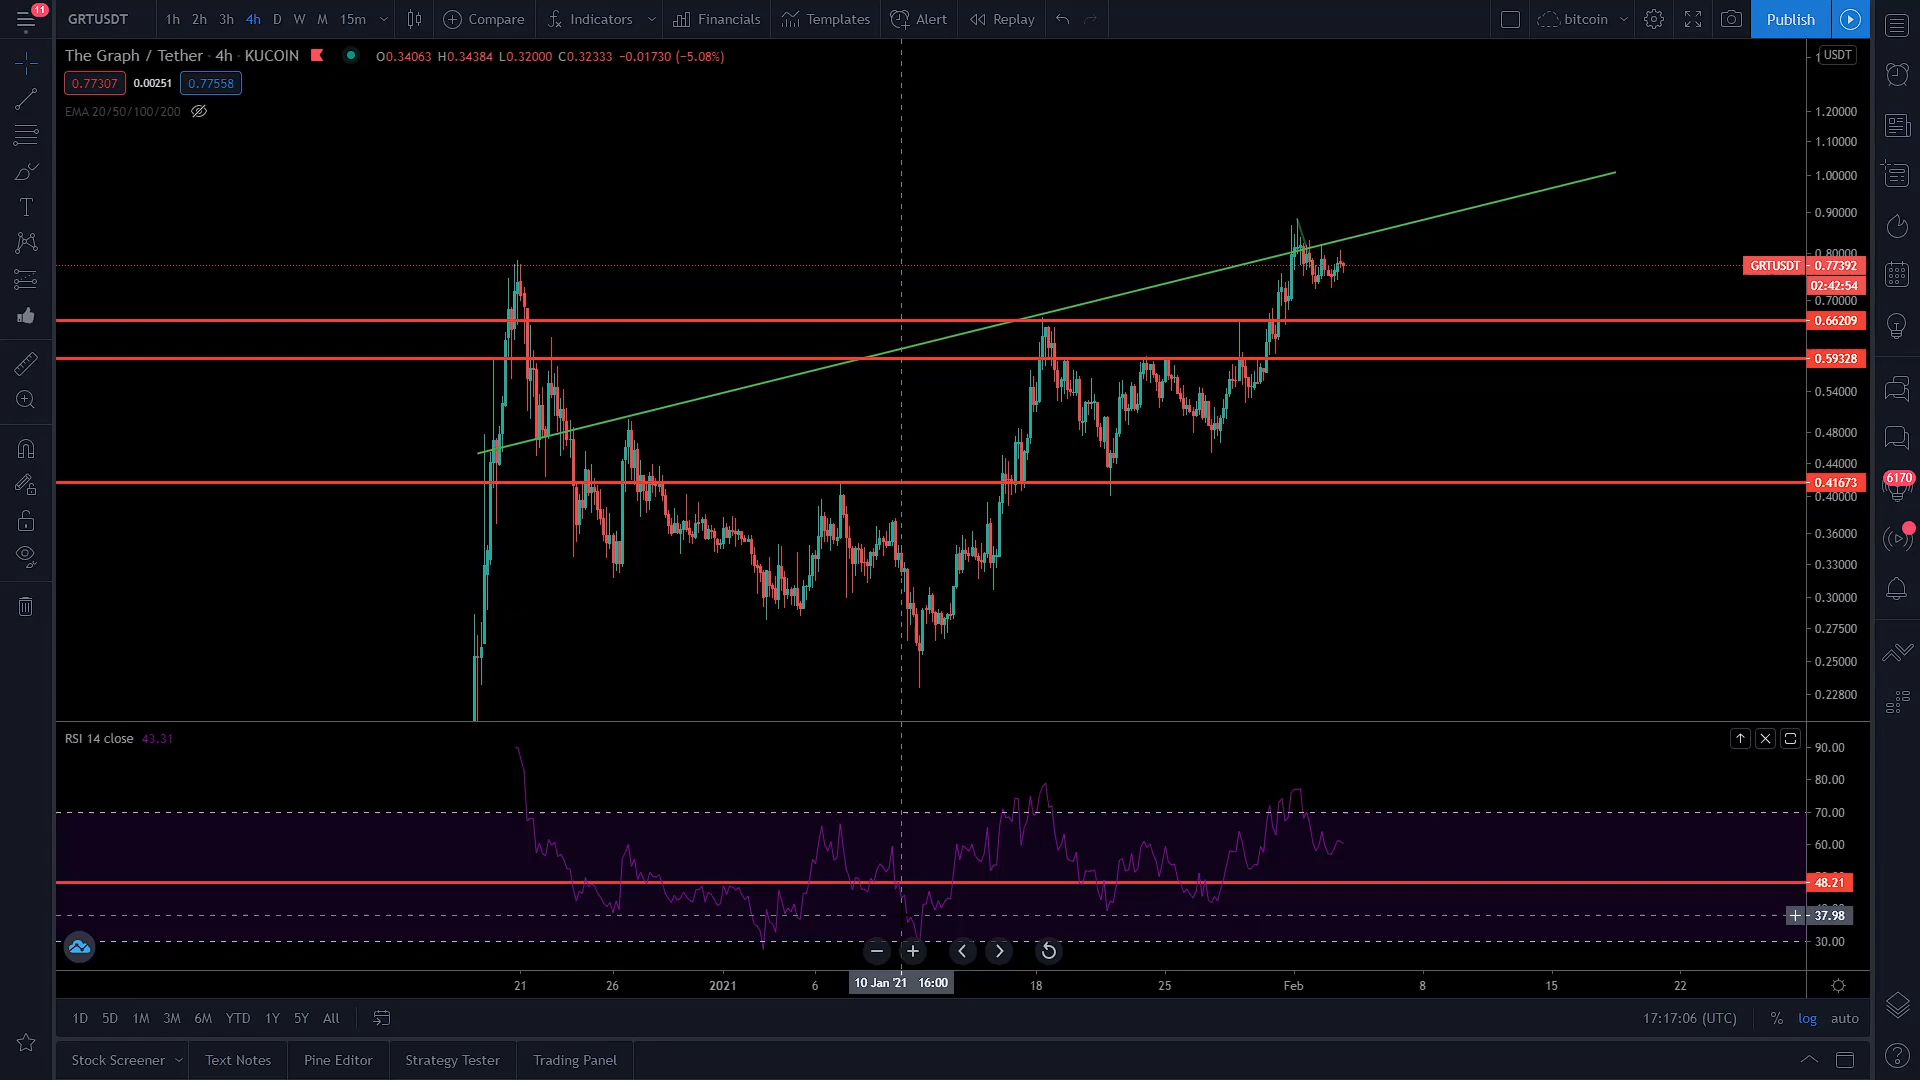 11
GRTUSDT
1h 2h 3h 4h D W M 15m
Compare
Indicators
Financials
Templates
Alert
Replay
bitcoin
Publish
The Graph / Tether · 4h · KUCOIN
O0.34063 H0.34384 L0.32000 C0.32333 −0.01730 (−5.08%)
0.77307 0.00251 0.77558
EMA 20/50/100/200
USDT
1.20000
1.10000
1.00000
0.90000
0.80000
GRTUSDT 0.77392
02:42:54
0.70000
0.66209
0.59328
0.54000
0.48000
0.44000
0.41673
0.40000
0.36000
0.33000
0.30000
0.27500
0.25000
0.22800
6170
RSI 14 close 43.31
90.00
80.00
70.00
60.00
48.21
37.98
30.00
21 26 2021 6 10 Jan '21 16:00 18 25 Feb 8 15 22
1D 5D 1M 3M 6M YTD 1Y 5Y All
17:17:06 (UTC) % log auto
Stock Screener Text Notes Pine Editor Strategy Tester Trading Panel